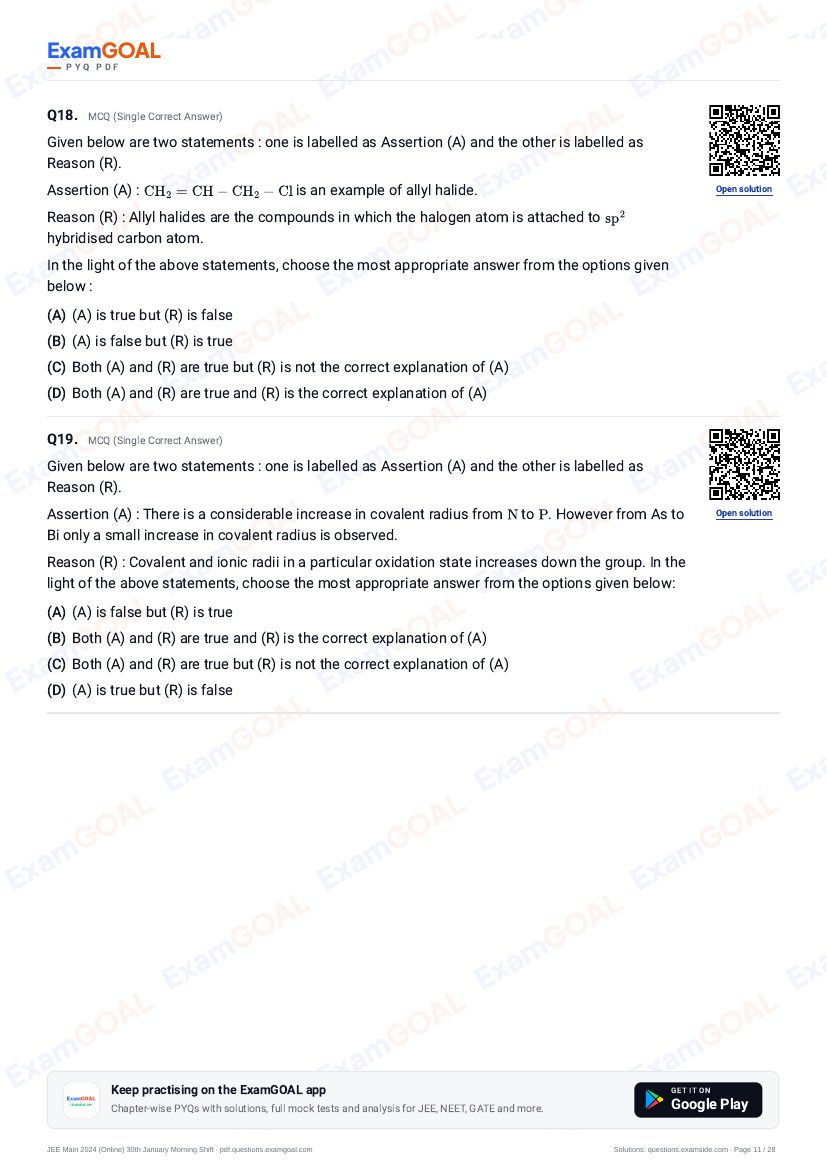 ExamGOAL
PYQ PDF
Q18. MCQ (Single Correct Answer)
Given below are two statements : one is labelled as Assertion (A) and the other is labelled as
Reason (R).
Open solution
Assertion (A) : CH₂ = CH − CH₂ − Cl is an example of allyl halide.
Reason (R) : Allyl halides are the compounds in which the halogen atom is attached to sp²
hybridised carbon atom.
In the light of the above statements, choose the most appropriate answer from the options given
below :
(A) (A) is true but (R) is false
(B) (A) is false but (R) is true
(C) Both (A) and (R) are true but (R) is not the correct explanation of (A)
(D) Both (A) and (R) are true and (R) is the correct explanation of (A)
Q19. MCQ (Single Correct Answer)
Given below are two statements : one is labelled as Assertion (A) and the other is labelled as
Reason (R).
Open solution
Assertion (A) : There is a considerable increase in covalent radius from N to P. However from As to
Bi only a small increase in covalent radius is observed.
Reason (R) : Covalent and ionic radii in a particular oxidation state increases down the group. In the
light of the above statements, choose the most appropriate answer from the options given below:
(A) (A) is false but (R) is true
(B) Both (A) and (R) are true and (R) is the correct explanation of (A)
(C) Both (A) and (R) are true but (R) is not the correct explanation of (A)
(D) (A) is true but (R) is false
ExamGOAL
Keep practising on the ExamGOAL app
Chapter-wise PYQs with solutions, full mock tests and analysis for JEE, NEET, GATE and more.
GET IT ON
Google Play
JEE Main 2024 (Online) 30th January Morning Shift · pdf.questions.examgoal.com
Solutions: questions.examside.com · Page 11 / 28